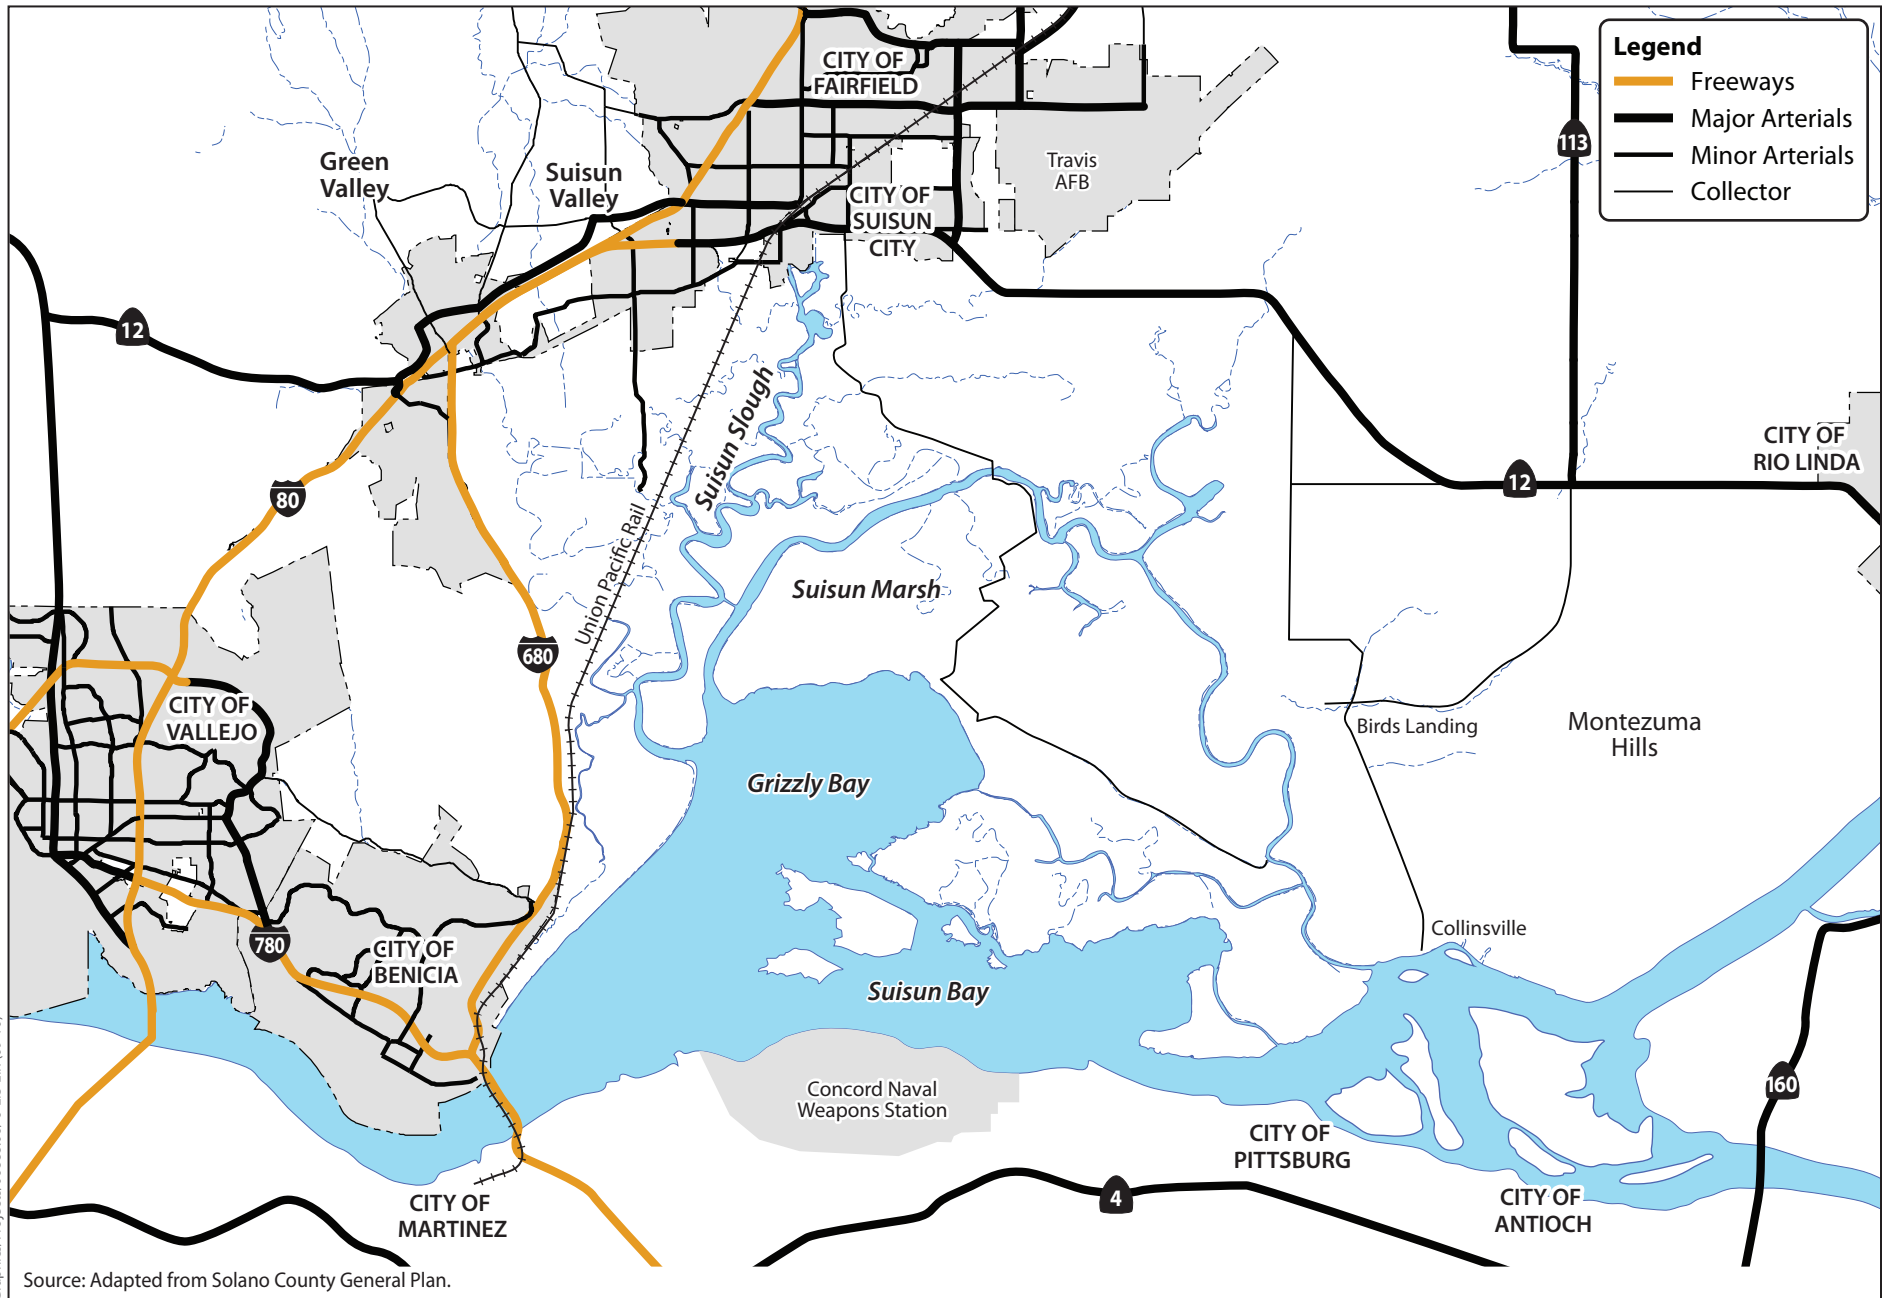 Legend
Freeways
Major Arterials
Minor Arterials
Collector
CITY OF
FAIRFIELD
113
Green
Valley
Suisun
Valley
Travis
AFB
CITY OF
SUISUN
CITY
12
Suisun Slough
CITY OF
RIO LINDA
12
80
Union Pacific Rail
Suisun Marsh
680
CITY OF
VALLEJO
Birds Landing
Montezuma
Hills
Grizzly Bay
780
CITY OF
BENICIA
Collinsville
Suisun Bay
Concord Naval
Weapons Station
160
CITY OF
PITTSBURG
CITY OF
MARTINEZ
4
CITY OF
ANTIOCH
Source: Adapted from Solano County General Plan.